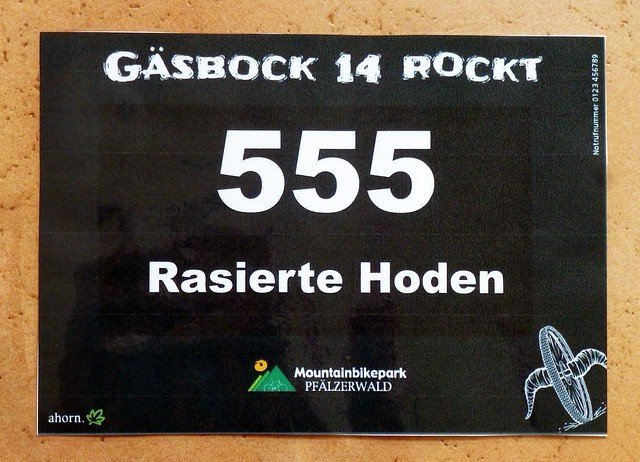 GÄSBOCK 14 ROCKT
Notrufnummer 0123 456789
555
Rasierte Hoden
Mountainbikepark
PFÄLZERWALD
ahorn.